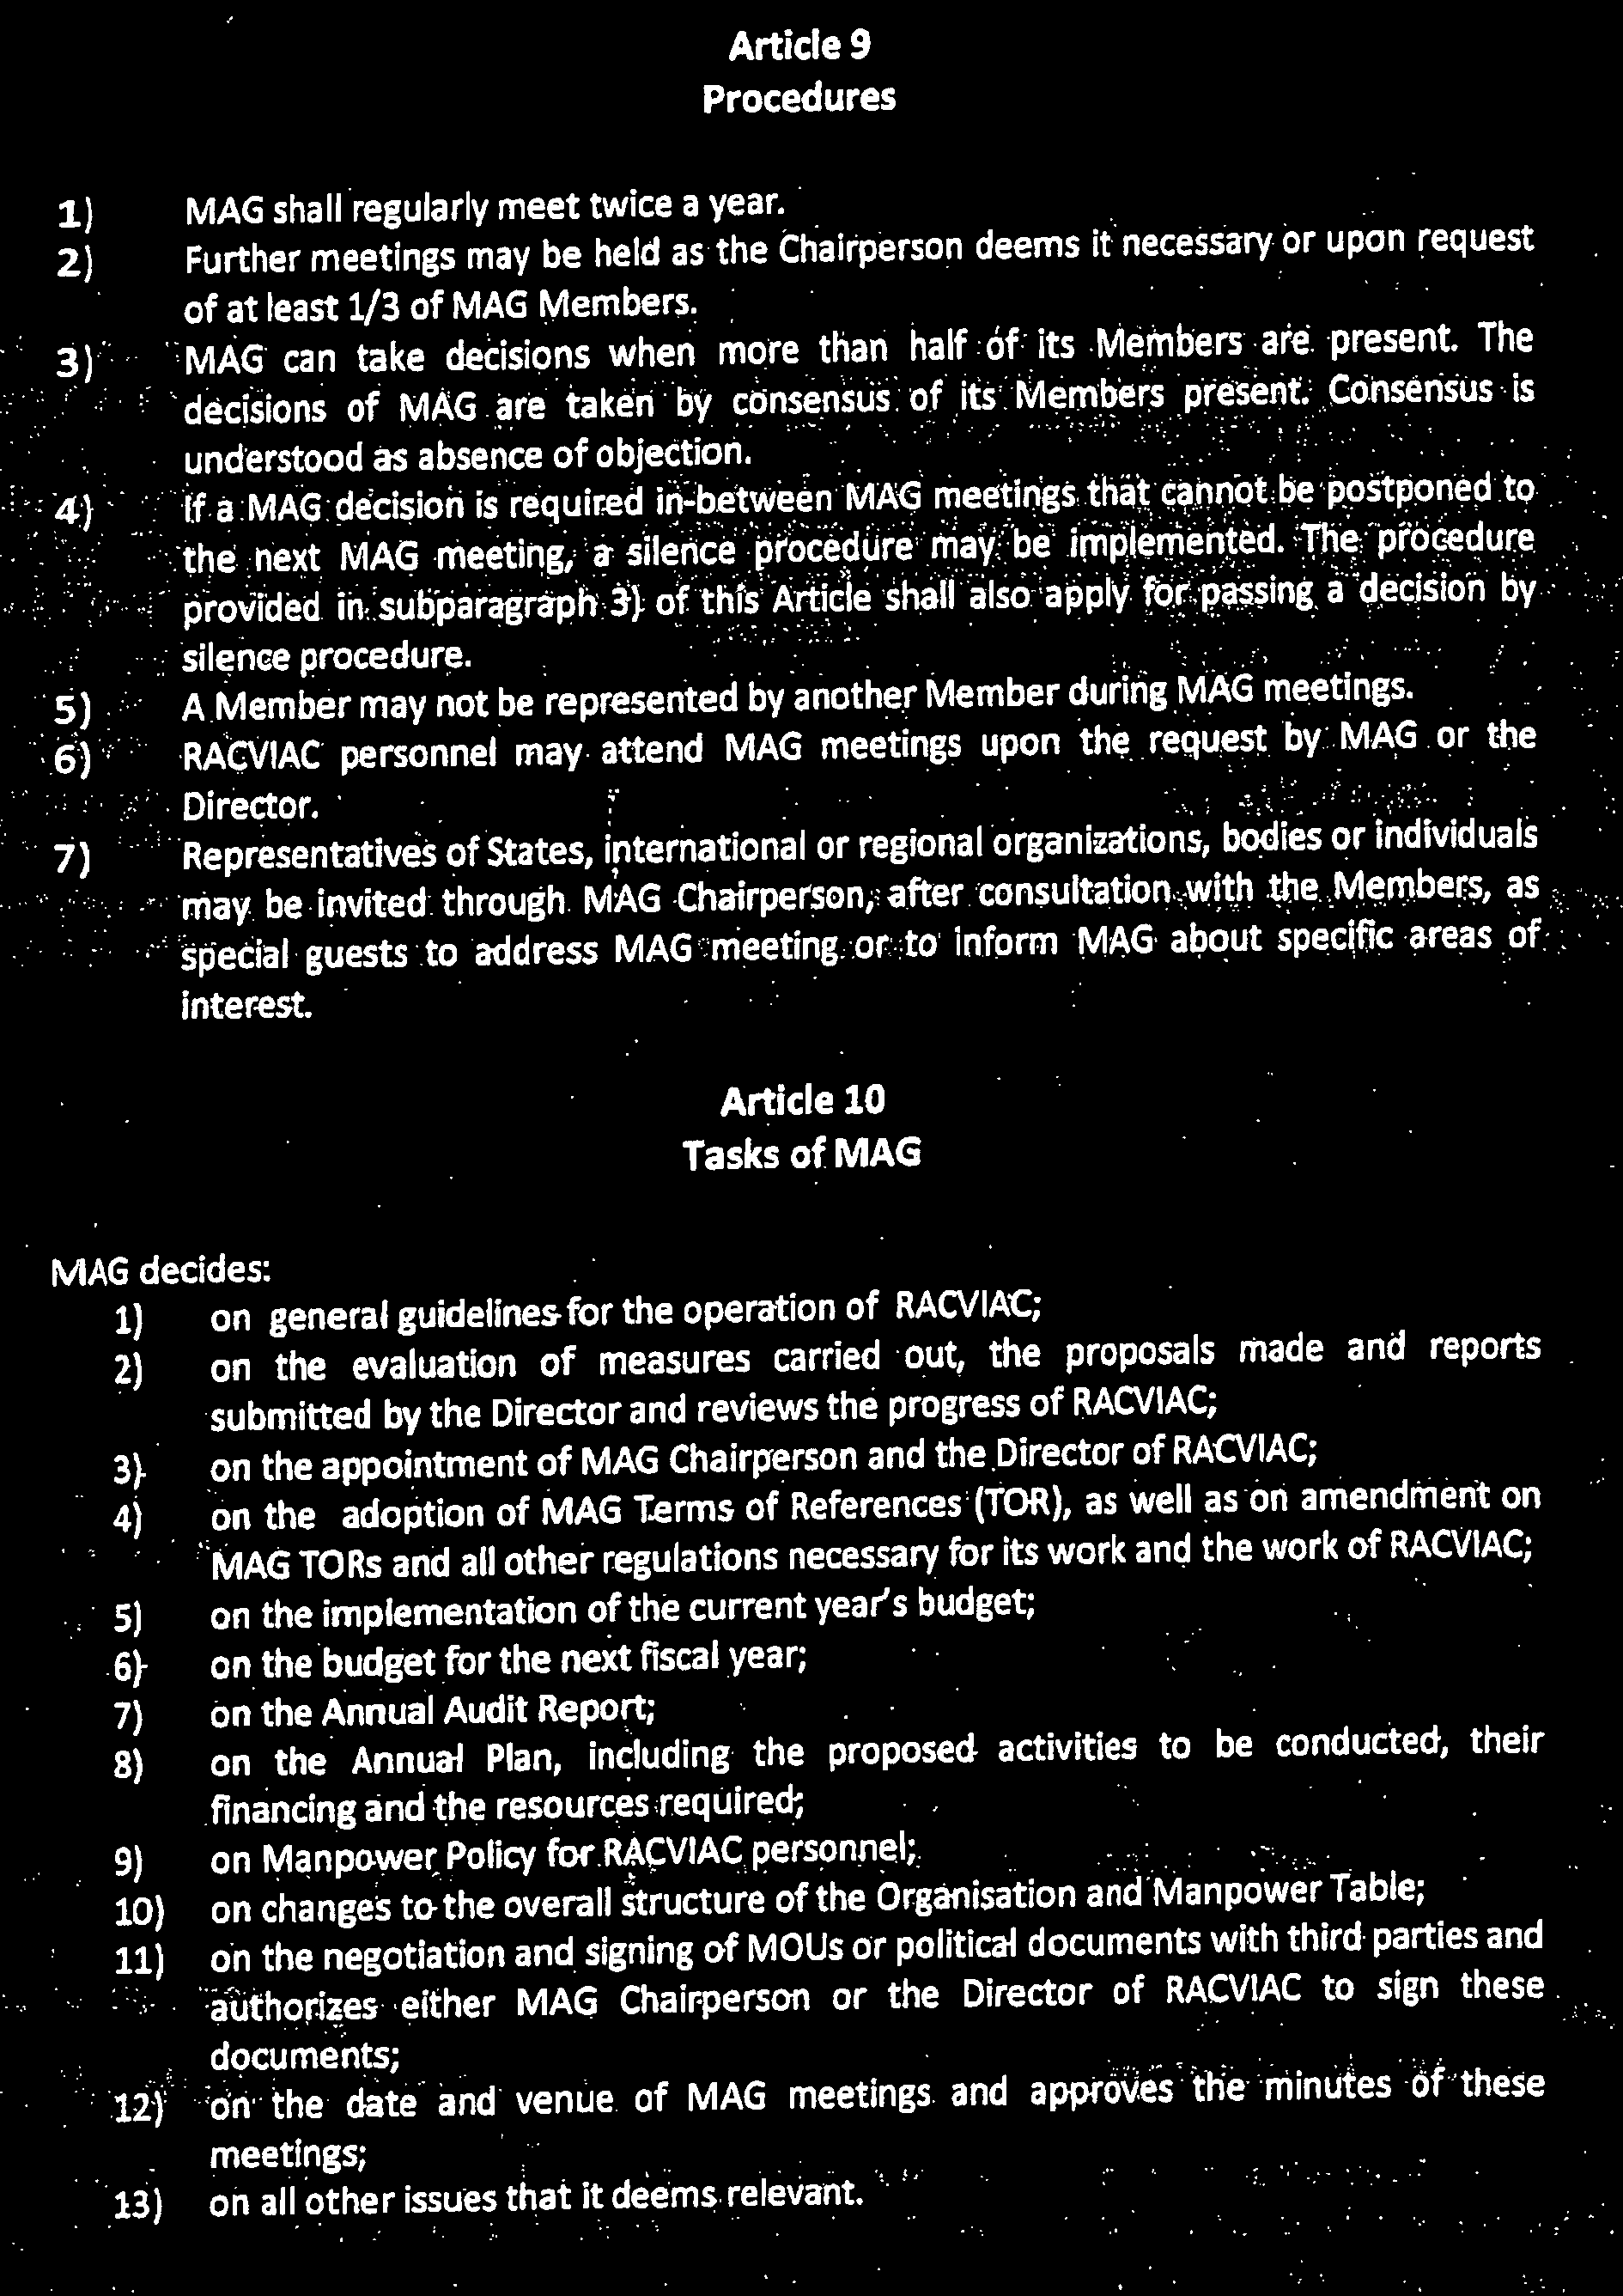 Article 9
Procedures
1) MAG shall regularly meet twice a year.
2) Further meetings may be held as the Chairperson deems it necessary or upon request
of at least 1/3 of MAG Members.
3) MAG can take decisions when more than half of its Members are present. The
decisions of MAG are taken by consensus of its Members present. Consensus is
understood as absence of objection.
4) If a MAG decision is required in-between MAG meetings that cannot be postponed to
the next MAG meeting, a silence procedure may be implemented. The procedure
provided in subparagraph 3) of this Article shall also apply for passing a decision by
silence procedure.
5) A Member may not be represented by another Member during MAG meetings.
6) RACVIAC personnel may attend MAG meetings upon the request by MAG or the
Director.
7) Representatives of States, international or regional organizations, bodies or individuals
may be invited through MAG Chairperson, after consultation with the Members, as
special guests to address MAG meeting or to inform MAG about specific areas of
interest.
Article 10
Tasks of MAG
MAG decides:
1) on general guidelines for the operation of RACVIAC;
2) on the evaluation of measures carried out, the proposals made and reports
submitted by the Director and reviews the progress of RACVIAC;
3) on the appointment of MAG Chairperson and the Director of RACVIAC;
4) on the adoption of MAG Terms of References (TOR), as well as on amendment on
MAG TORs and all other regulations necessary for its work and the work of RACVIAC;
5) on the implementation of the current year's budget;
6) on the budget for the next fiscal year;
7) on the Annual Audit Report;
8) on the Annual Plan, including the proposed activities to be conducted, their
financing and the resources required;
9) on Manpower Policy for RACVIAC personnel;
10) on changes to the overall structure of the Organisation and Manpower Table;
11) on the negotiation and signing of MOUs or political documents with third parties and
authorizes either MAG Chairperson or the Director of RACVIAC to sign these
documents;
12) on the date and venue of MAG meetings and approves the minutes of these
meetings;
13) on all other issues that it deems relevant.